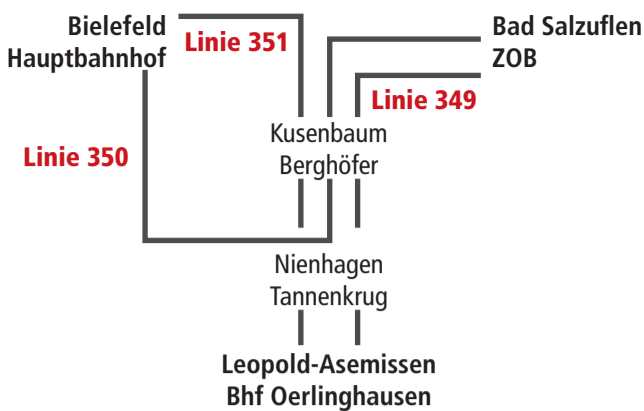 Bielefeld
Hauptbahnhof
Linie 351
Bad Salzuflen
ZOB
Linie 349
Kusenbaum
Berghöfer
Linie 350
Nienhagen
Tannenkrug
Leopold-Asemissen
Bhf Oerlinghausen